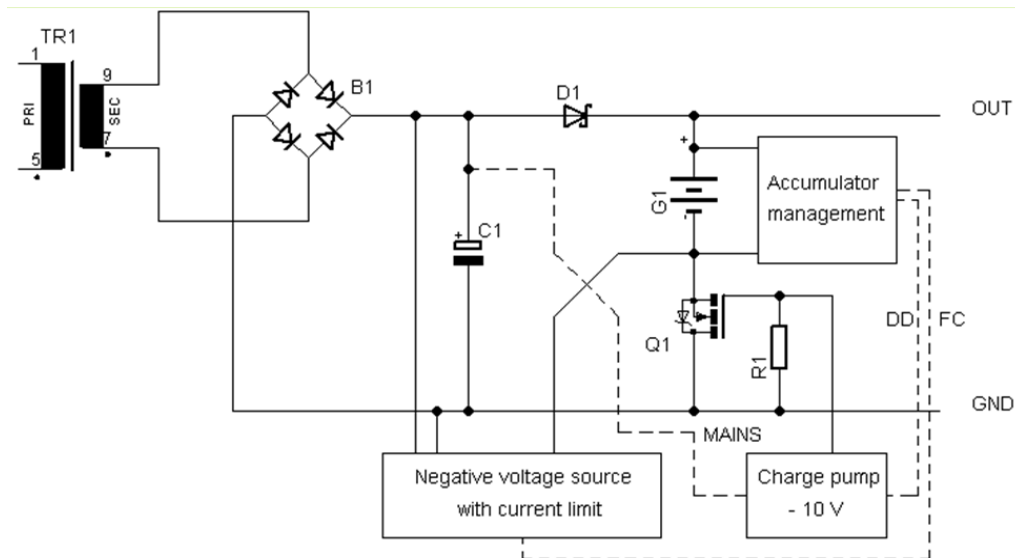 TR1
1
PRI
5
9
SEC
7
B1
D1
OUT
+
G1
-
Accumulator
management
+
C1
Q1
R1
DD
FC
GND
MAINS
Negative voltage source
with current limit
Charge pump
- 10 V